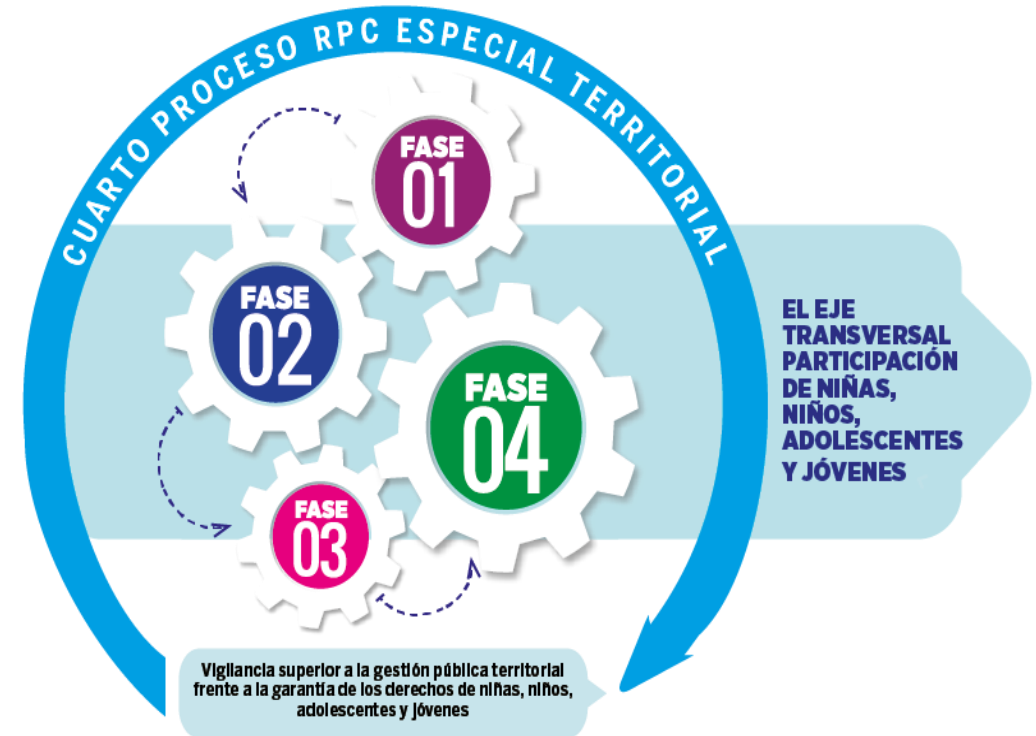 CUARTO PROCESO RPC ESPECIAL TERRITORIAL
FASE
01
FASE
02
FASE
03
FASE
04
EL EJE
TRANSVERSAL
PARTICIPACIÓN
DE NIÑAS,
NIÑOS,
ADOLESCENTES
Y JÓVENES
Vigilancia superior a la gestión pública territorial
frente a la garantía de los derechos de niñas, niños,
adolescentes y jóvenes